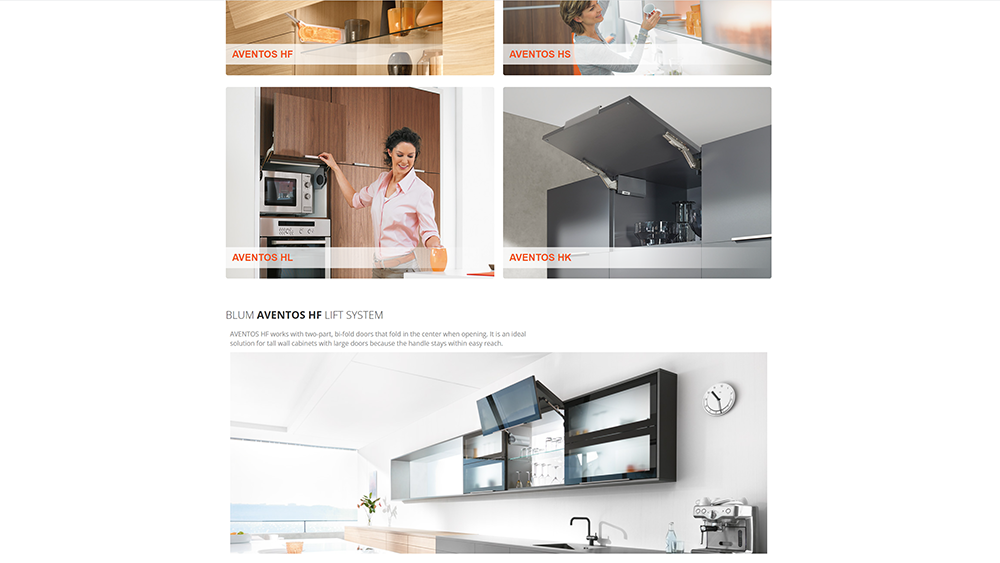 AVENTOS HF
AVENTOS HS
AVENTOS HL
AVENTOS HK
BLUM AVENTOS HF LIFT SYSTEM
AVENTOS HF works with two-part, bi-fold doors that fold in the center when opening. It is an ideal
solution for tall wall cabinets with large doors because the handle stays within easy reach.